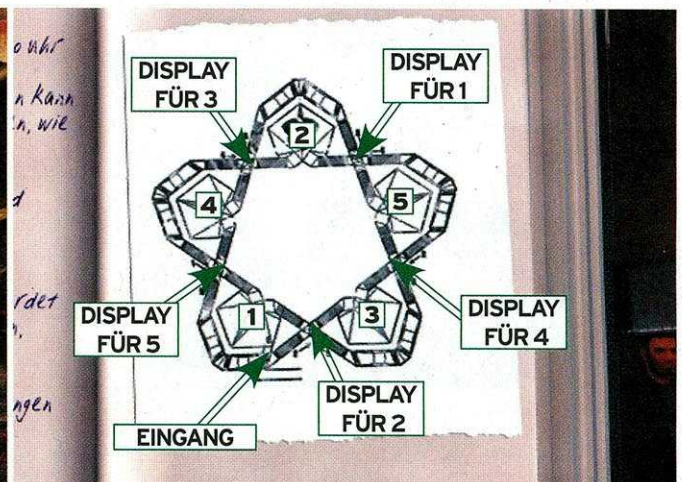 o uhr
n kann
n, wie
d
rdet
n,
ngen
DISPLAY
FÜR 3
DISPLAY
FÜR 1
2
4
5
1
3
DISPLAY
FÜR 5
DISPLAY
FÜR 4
DISPLAY
FÜR 2
EINGANG